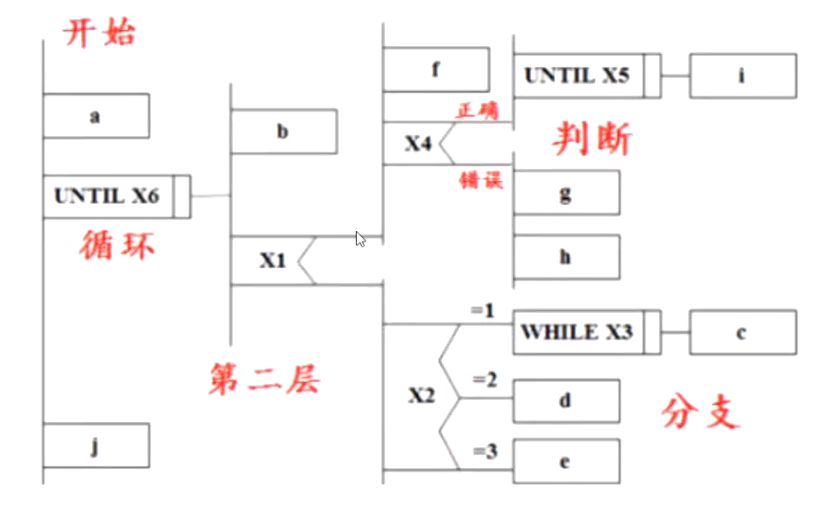 开始
a
UNTIL X6
循环
j
b
X1
第二层
f
正确
X4
错误
UNTIL X5
i
判断
g
h
X2
=1
WHILE X3
c
=2
d
=3
e
分支